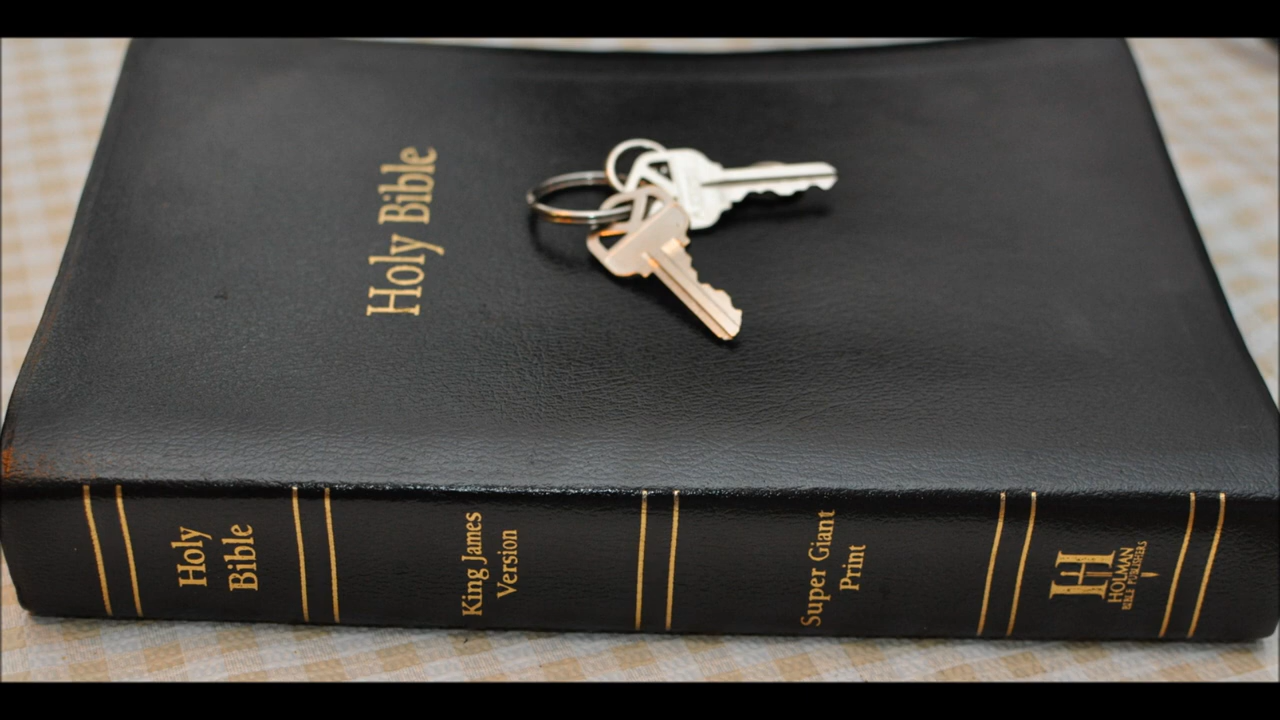 Holy Bible
Holy
Bible
King James
Version
Super Giant
Print
HOLMAN
BIBLE PUBLISHERS